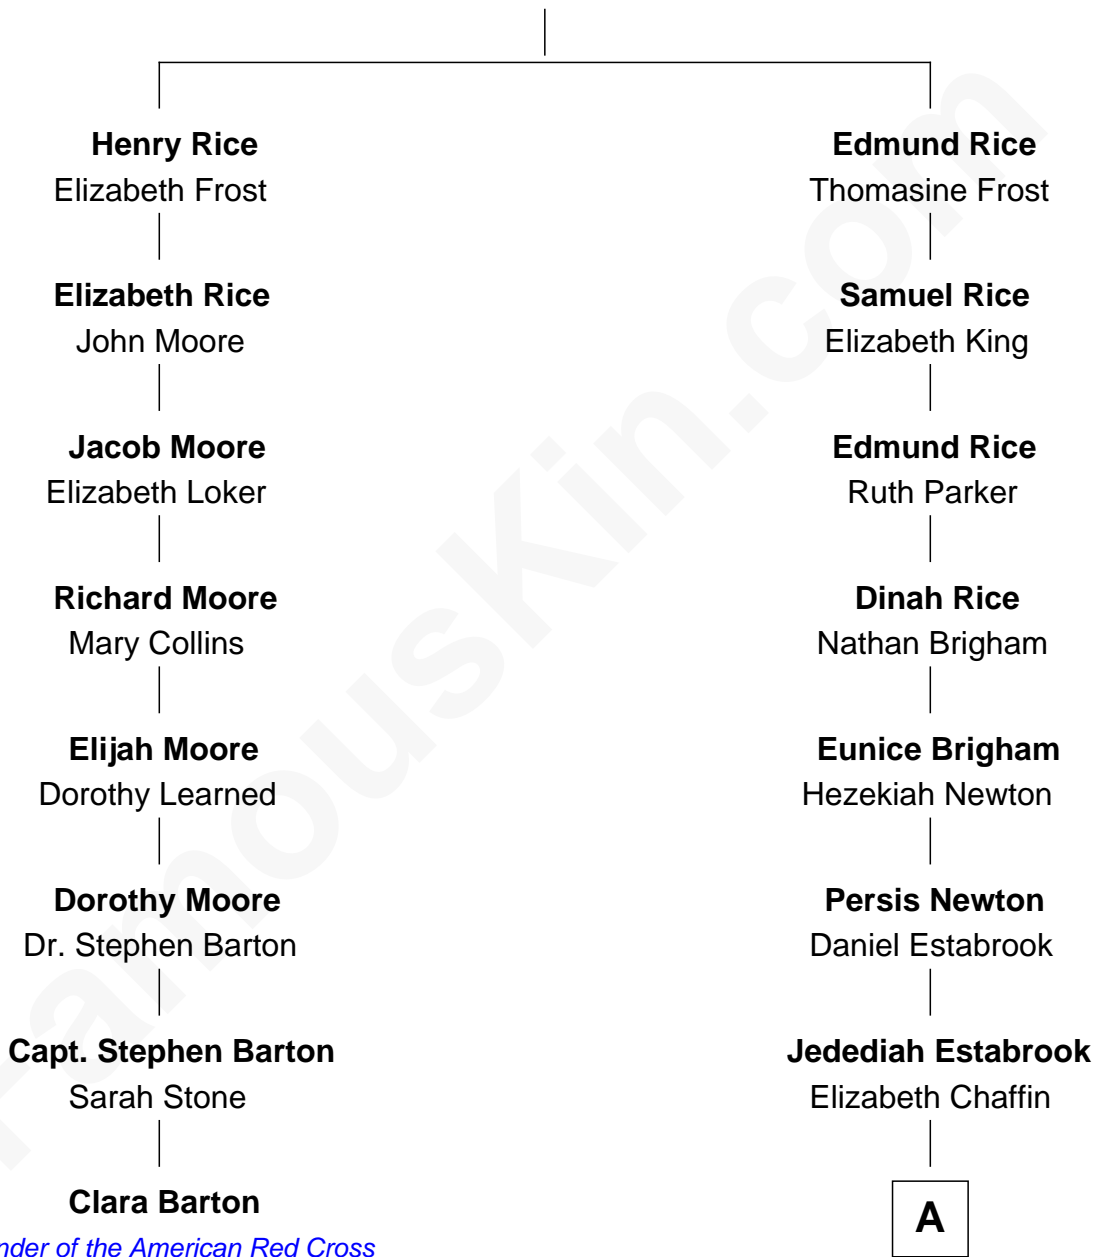 Henry Rice
Elizabeth Frost
Elizabeth Rice
John Moore
Jacob Moore
Elizabeth Loker
Richard Moore
Mary Collins
Elijah Moore
Dorothy Learned
Dorothy Moore
Dr. Stephen Barton
Capt. Stephen Barton
Sarah Stone
Clara Barton
of the American Red Cross
Edmund Rice
Thomasine Frost
Samuel Rice
Elizabeth King
Edmund Rice
Ruth Parker
Dinah Rice
Nathan Brigham
Eunice Brigham
Hezekiah Newton
Persis Newton
Daniel Estabrook
Jedediah Estabrook
Elizabeth Chaffin
A
FamousKin.com